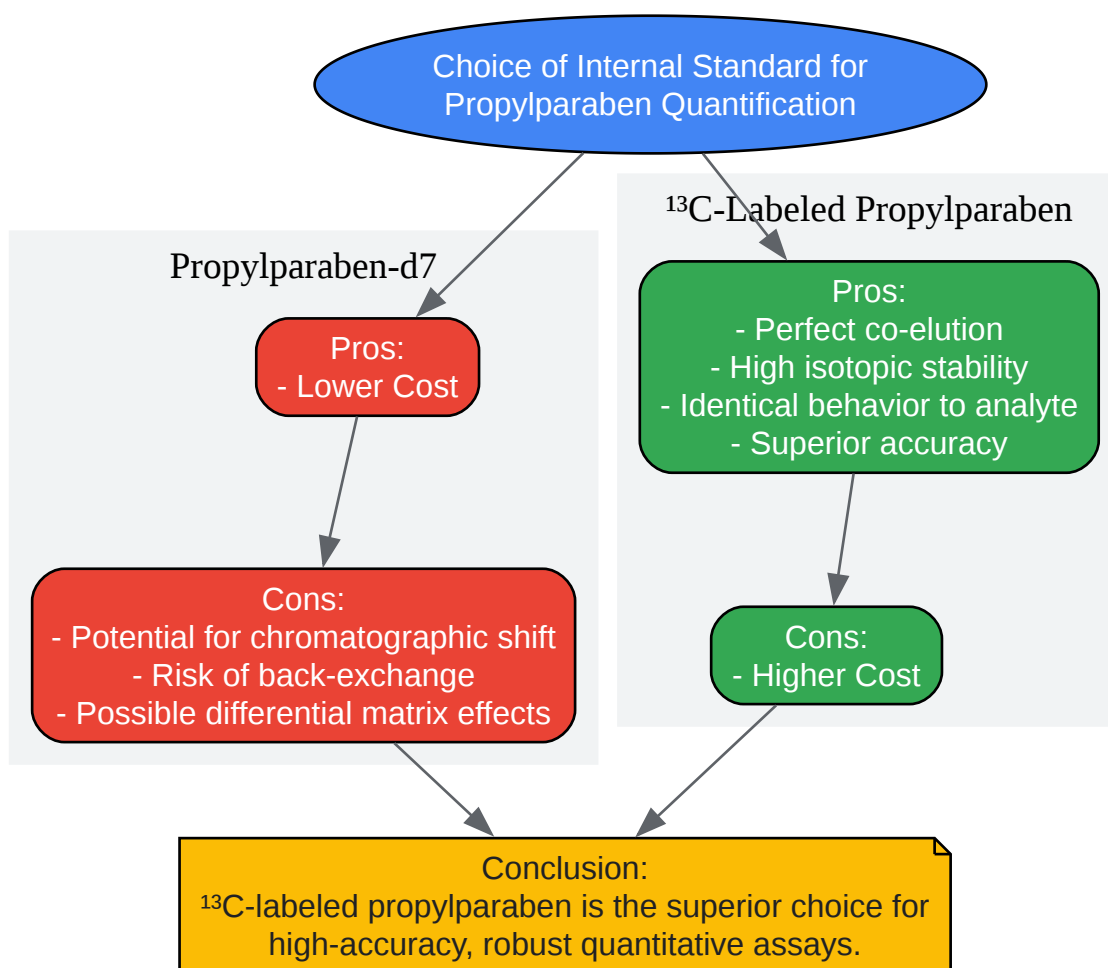 Choice of Internal Standard for
Propylparaben Quantification
Propylparaben-d7
Pros:
- Lower Cost
Cons:
- Potential for chromatographic shift
- Risk of back-exchange
- Possible differential matrix effects
¹³C-Labeled Propylparaben
Pros:
- Perfect co-elution
- High isotopic stability
- Identical behavior to analyte
- Superior accuracy
Cons:
- Higher Cost
Conclusion:
¹³C-labeled propylparaben is the superior choice for
high-accuracy, robust quantitative assays.